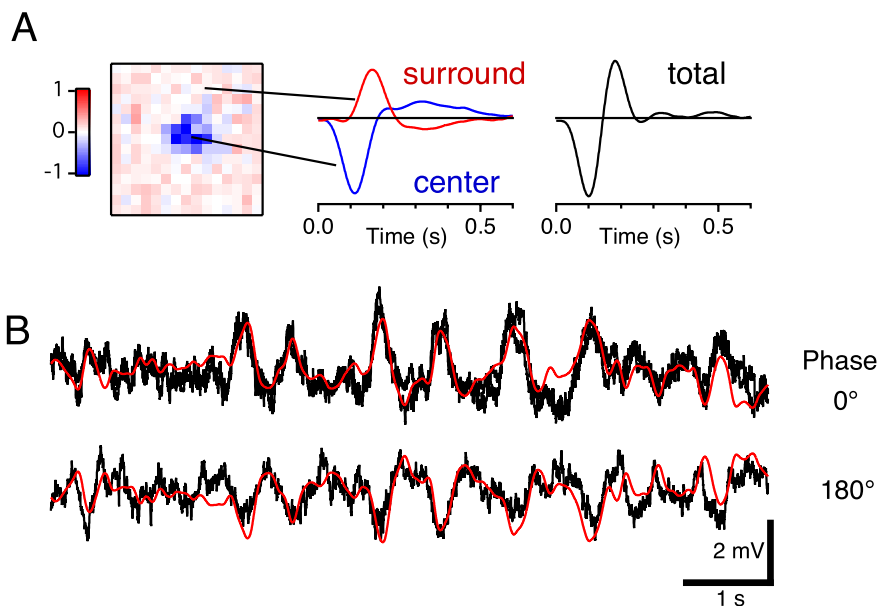 A
1
0
-1
surround
center
0.0
0.5
Time (s)
total
0.0
0.5
Time (s)
B
Phase
0°
180°
2 mV
1 s